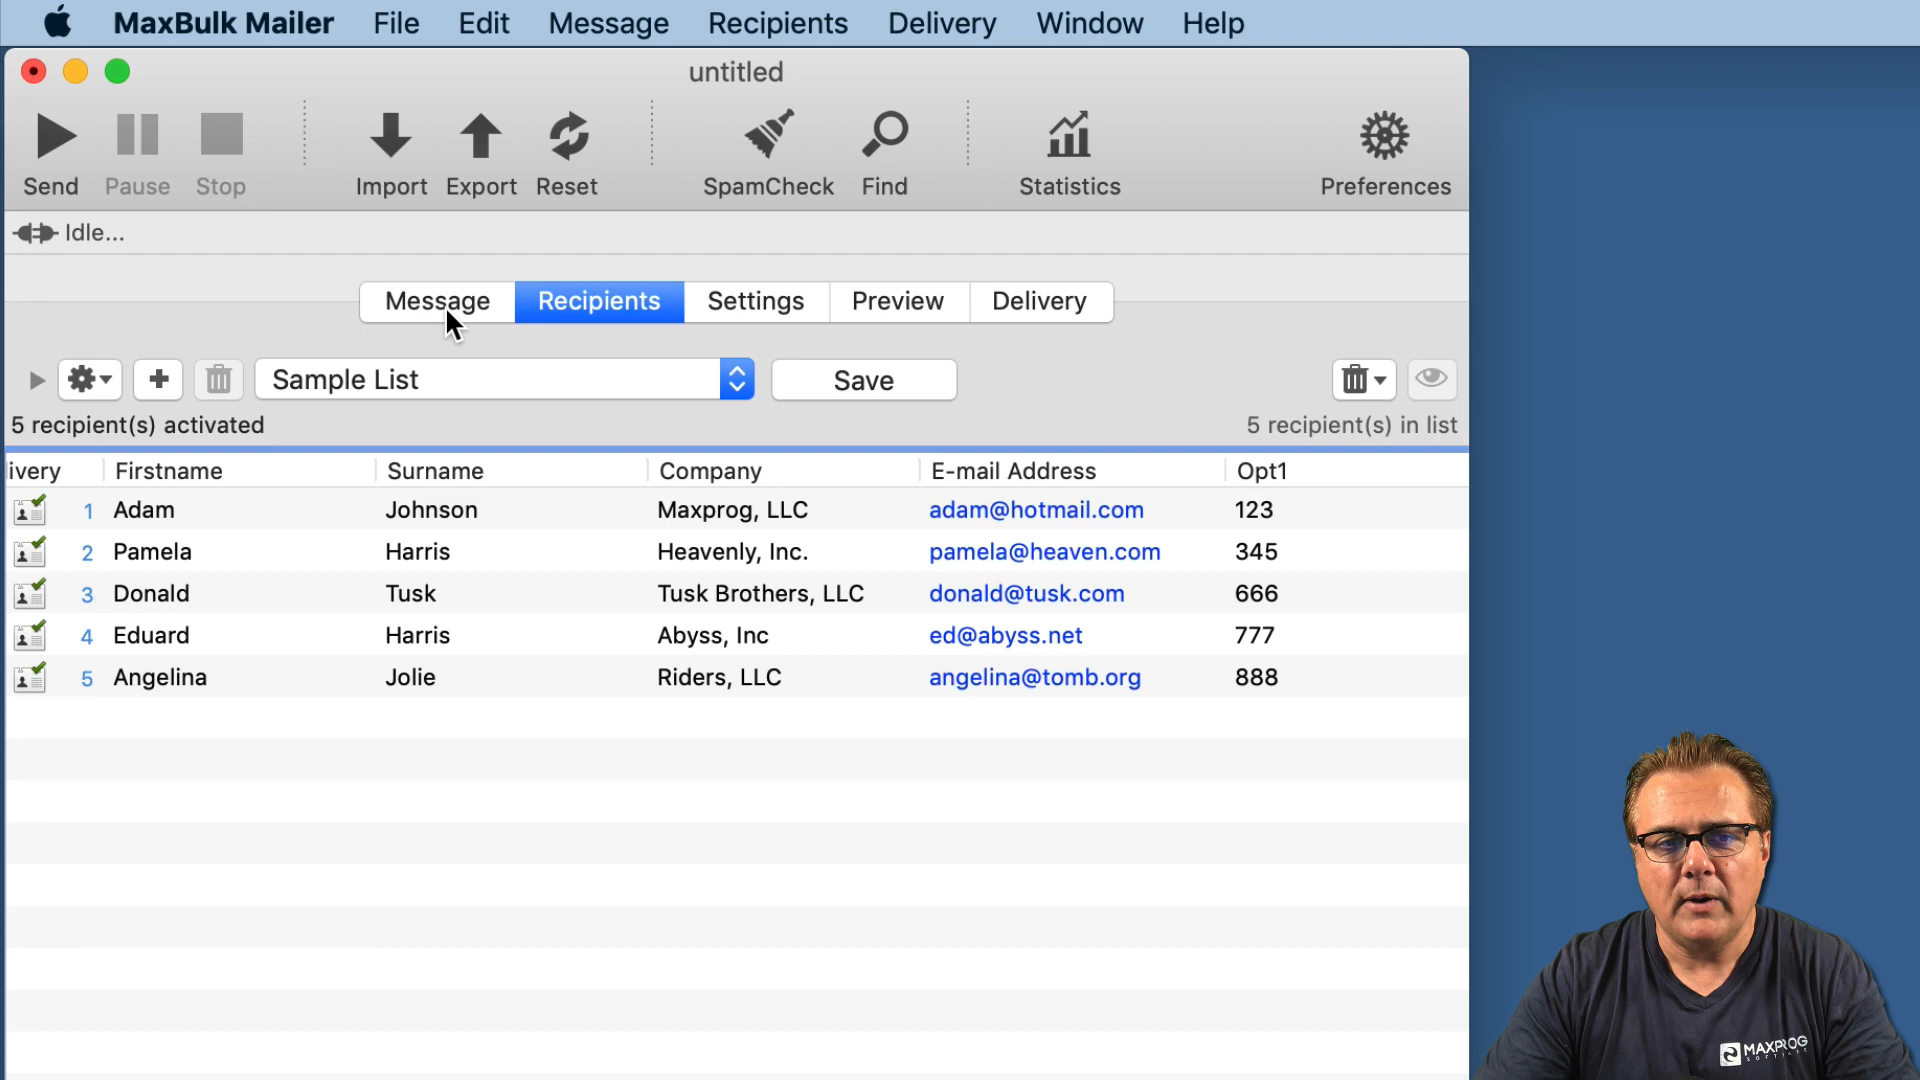 MaxBulk Mailer File Edit Message Recipients Delivery Window Help
untitled
Send Pause Stop Import Export Reset SpamCheck Find Statistics Preferences
Idle...
Message Recipients Settings Preview Delivery
Sample List Save
5 recipient(s) activated 5 recipient(s) in list
ivery Firstname Surname Company E-mail Address Opt1
1 Adam Johnson Maxprog, LLC adam@hotmail.com 123
2 Pamela Harris Heavenly, Inc. pamela@heaven.com 345
3 Donald Tusk Tusk Brothers, LLC donald@tusk.com 666
4 Eduard Harris Abyss, Inc ed@abyss.net 777
5 Angelina Jolie Riders, LLC angelina@tomb.org 888
MAXPROG
SOFTWARE